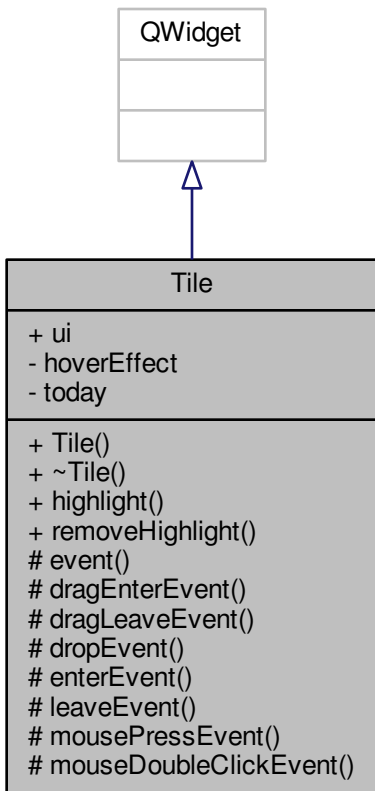 QWidget
Tile
+ ui
- hoverEffect
- today
+ Tile()
+ ~Tile()
+ highlight()
+ removeHighlight()
# event()
# dragEnterEvent()
# dragLeaveEvent()
# dropEvent()
# enterEvent()
# leaveEvent()
# mousePressEvent()
# mouseDoubleClickEvent()